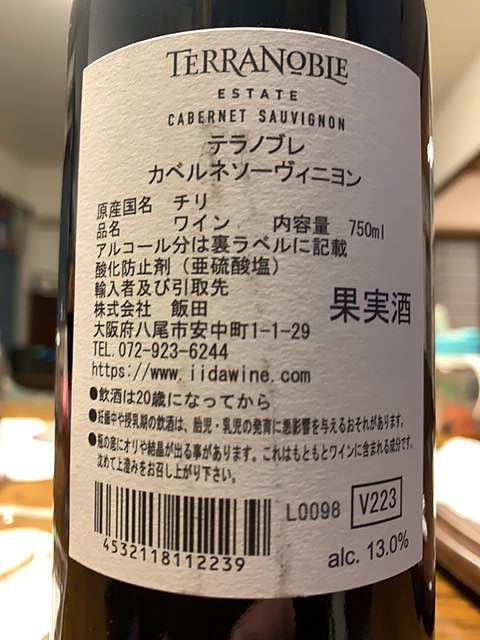 TERRANOBLE
ESTATE
CABERNET SAUVIGNON
テラノブレ
カベルネソーヴィニヨン
原産国名 チリ
品名 ワイン 内容量 750ml
アルコール分は裏ラベルに記載
酸化防止剤（亜硫酸塩）
輸入者及び引取先
株式会社 飯田
大阪府八尾市安中町1-1-29
TEL.072-923-6244
https://www.iidawine.com
果実酒
●飲酒は20歳になってから
●妊娠中や授乳期の飲酒は、胎児・乳児の発育に悪影響を与えるおそれがあります。
●瓶の底にオリや結晶が出る事があります。これはもともとワインに含まれる成分です。
沈めて上澄みをお召し上がり下さい。
4532118112239
L0098 V223
alc. 13.0%